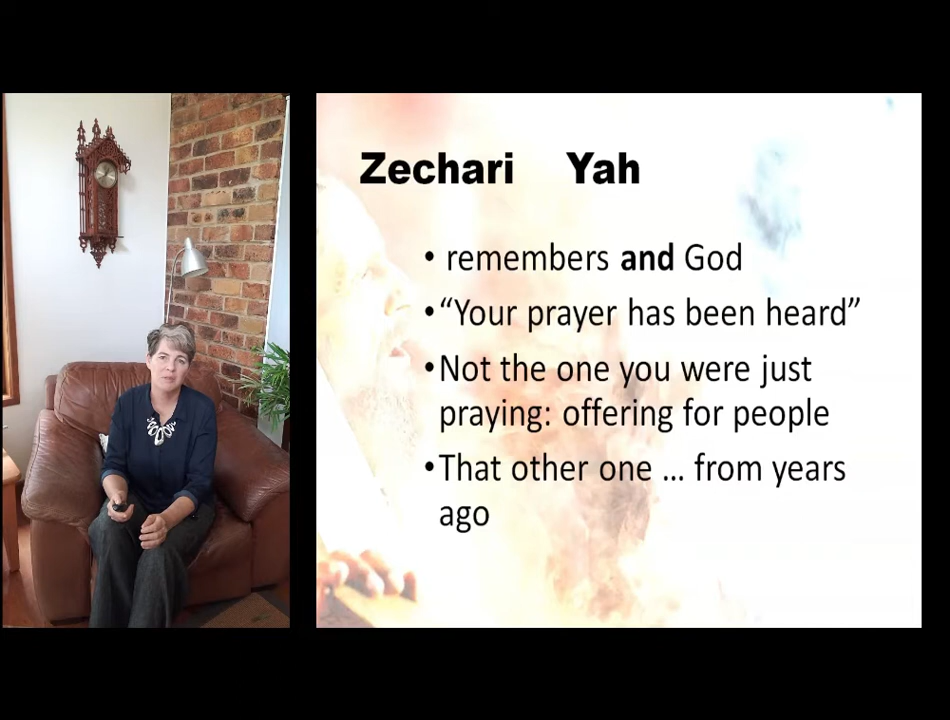 Zechari Yah
• remembers and God
• “Your prayer has been heard”
• Not the one you were just
praying: offering for people
• That other one ... from years
ago